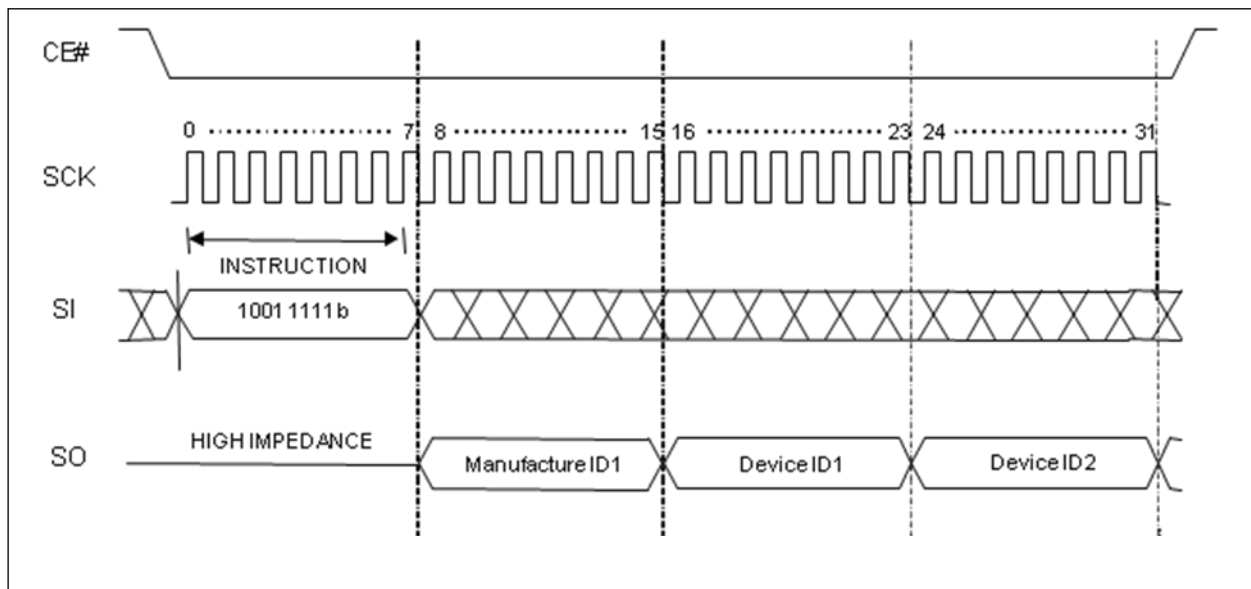 CE#
0 ·········· 7 8 ·········· 15 16 ·········· 23 24 ·········· 31
SCK
INSTRUCTION
SI
1001 1111 b
HIGH IMPEDANCE
SO
Manufacture ID1
Device ID1
Device ID2